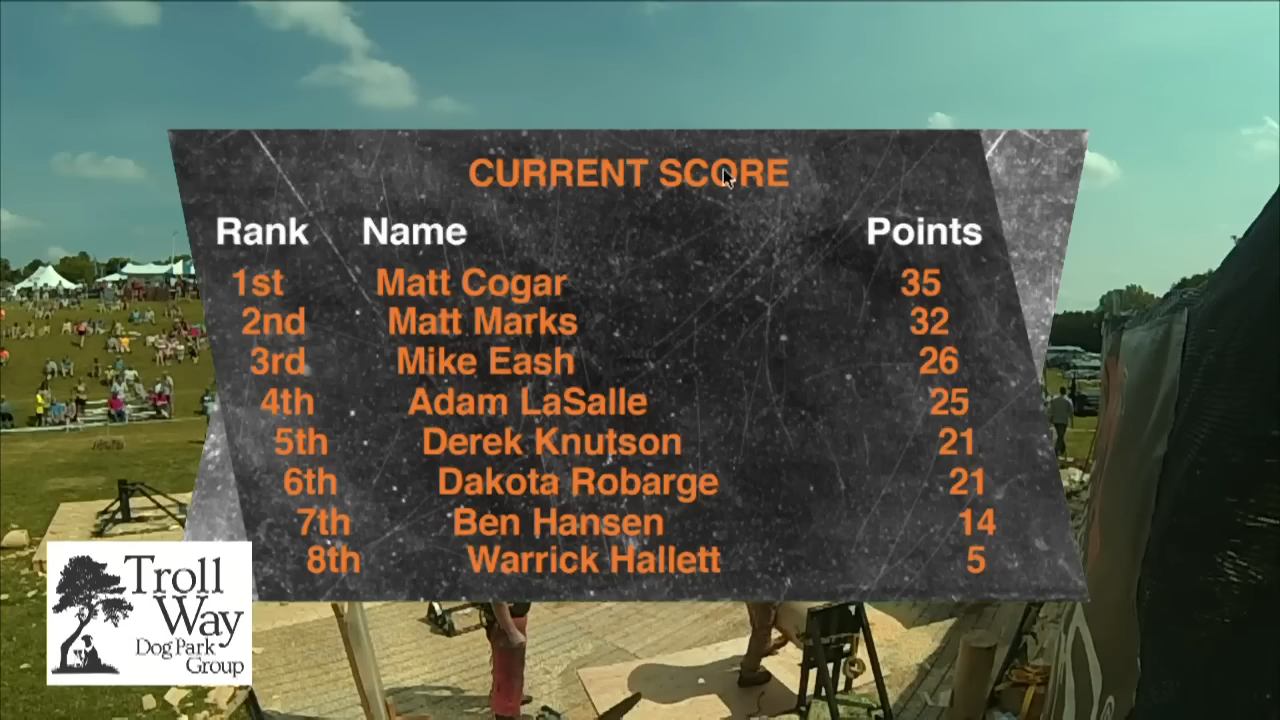 CURRENT SCORE
Rank Name Points
1st Matt Cogar 35
2nd Matt Marks 32
3rd Mike Eash 26
4th Adam LaSalle 25
5th Derek Knutson 21
6th Dakota Robarge 21
7th Ben Hansen 14
8th Warrick Hallett 5
Troll
Way
Dog Park
Group